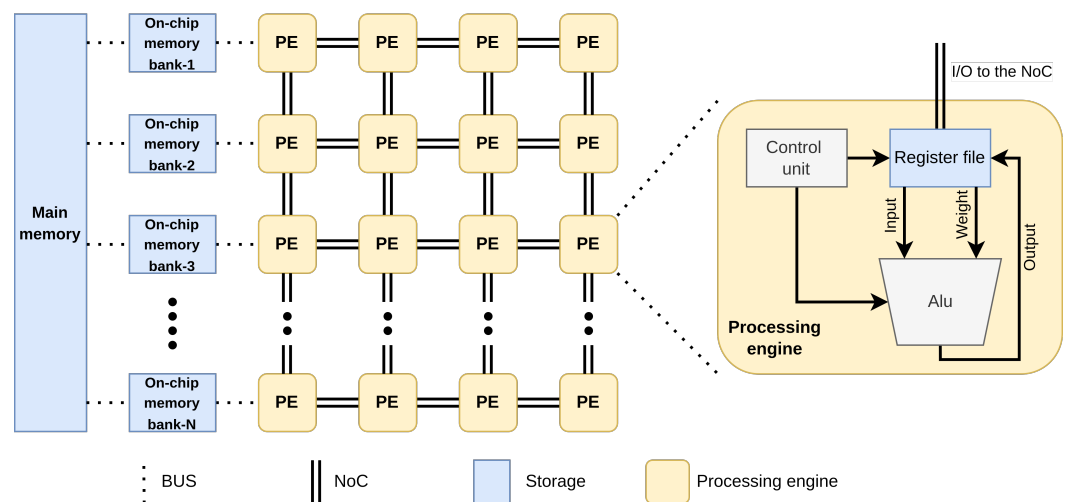 Main
memory
On-chip
memory
bank-1
PE
PE
PE
PE
On-chip
memory
bank-2
PE
PE
PE
PE
On-chip
memory
bank-3
PE
PE
PE
PE
On-chip
memory
bank-N
PE
PE
PE
PE
I/O to the NoC
Control
unit
Register file
Input
Weight
Output
Alu
Processing
engine
BUS
NoC
Storage
Processing engine